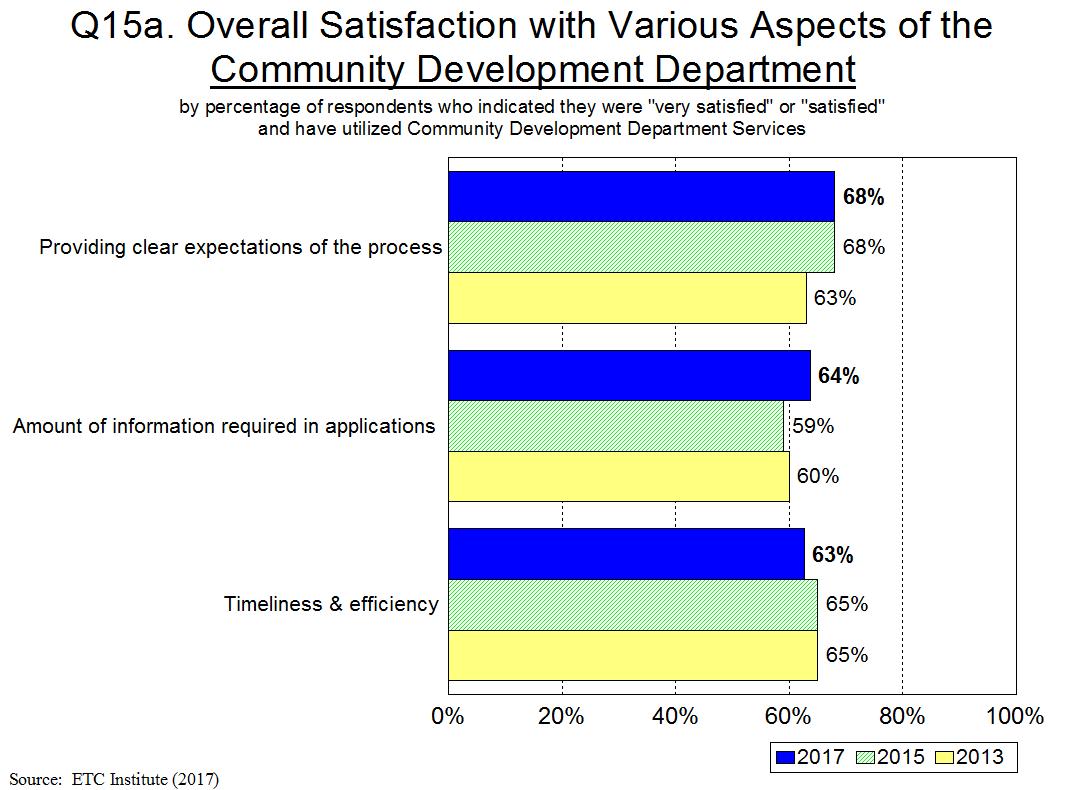 Q15a. Overall Satisfaction with Various Aspects of the
Community Development Department
by percentage of respondents who indicated they were "very satisfied" or "satisfied"
and have utilized Community Development Department Services
68%
Providing clear expectations of the process
68%
63%
64%
Amount of information required in applications
59%
60%
63%
Timeliness & efficiency
65%
65%
0% 20% 40% 60% 80% 100%
2017 2015 2013
Source: ETC Institute (2017)